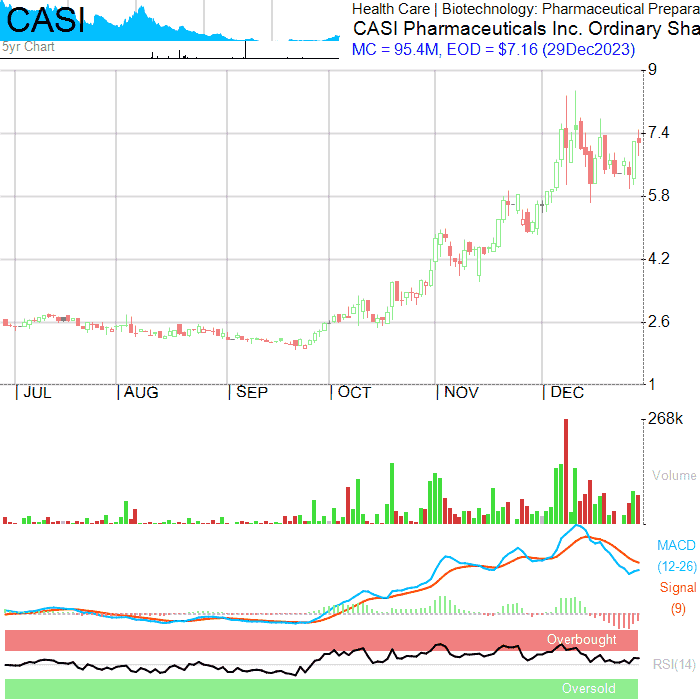 CASI
5yr Chart
Health Care | Biotechnology: Pharmaceutical Prepara
CASI Pharmaceuticals Inc. Ordinary Sha
MC = 95.4M, EOD = $7.16 (29Dec2023)
9
7.4
5.8
4.2
2.6
1
| JUL | AUG | SEP | OCT | NOV | DEC
268k
Volume
MACD
(12-26)
Signal
(9)
Overbought
RSI(14)
Oversold